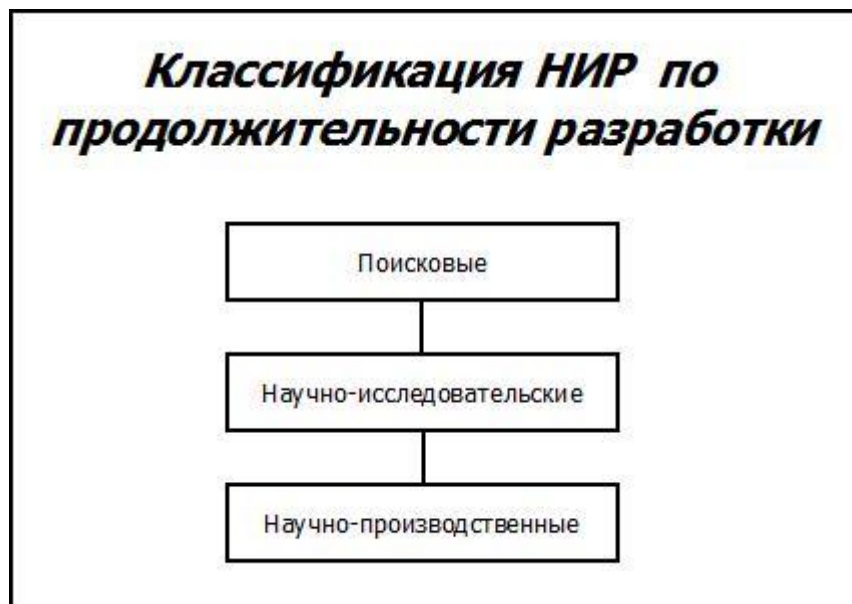 Классификация НИР по
продолжительности разработки
Поисковые
Научно-исследовательские
Научно-производственные